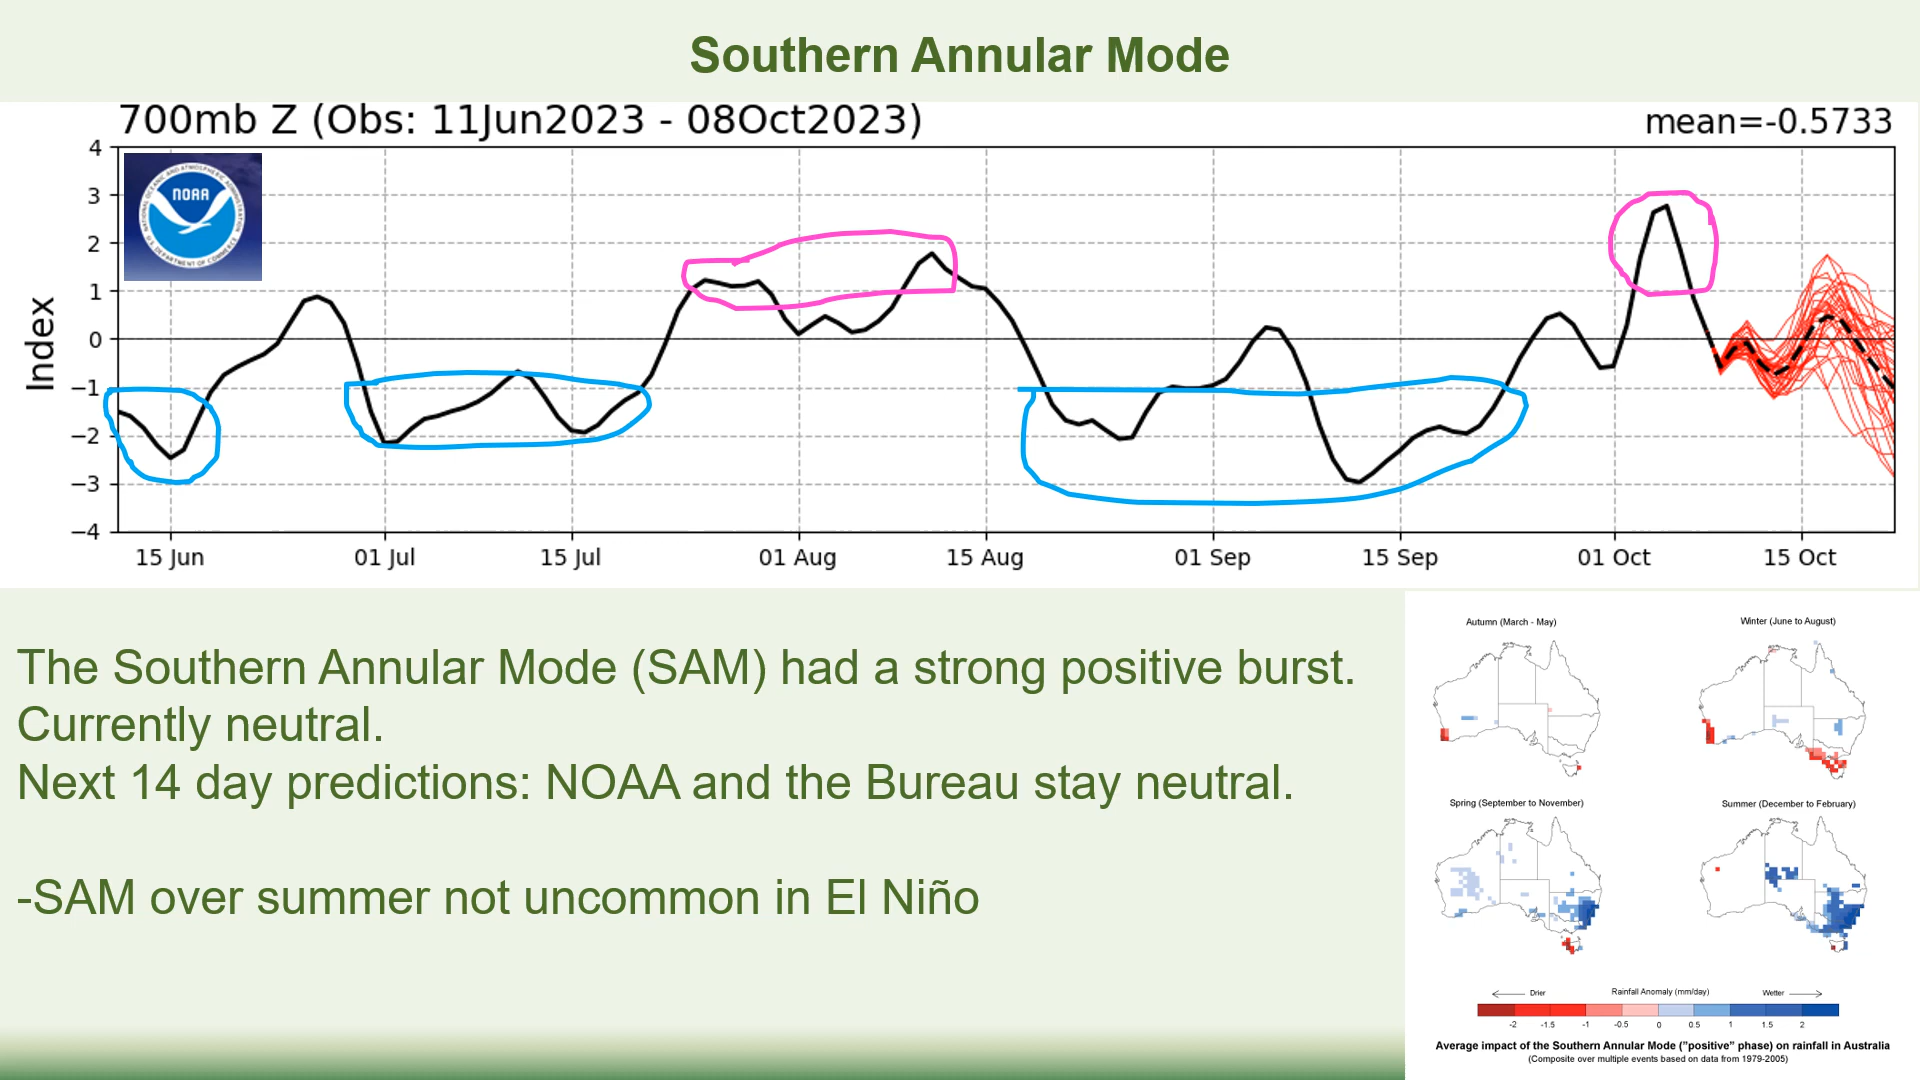 Southern Annular Mode
700mb Z (Obs: 11Jun2023 - 08Oct2023)
mean=-0.5733
NOAA
Index
4
3
2
1
0
−1
−2
−3
−4
15 Jun
01 Jul
15 Jul
01 Aug
15 Aug
01 Sep
15 Sep
01 Oct
15 Oct
The Southern Annular Mode (SAM) had a strong positive burst.
Currently neutral.
Next 14 day predictions: NOAA and the Bureau stay neutral.
-SAM over summer not uncommon in El Niño
Autumn (March - May)
Winter (June to August)
Spring (September to November)
Summer (December to February)
Drier
Rainfall Anomaly (mm/day)
Wetter
-2 -1.5 -1 -0.5 0 0.5 1 1.5 2
Average impact of the Southern Annular Mode ("positive" phase) on rainfall in Australia
(Composite over multiple events based on data from 1979-2005)